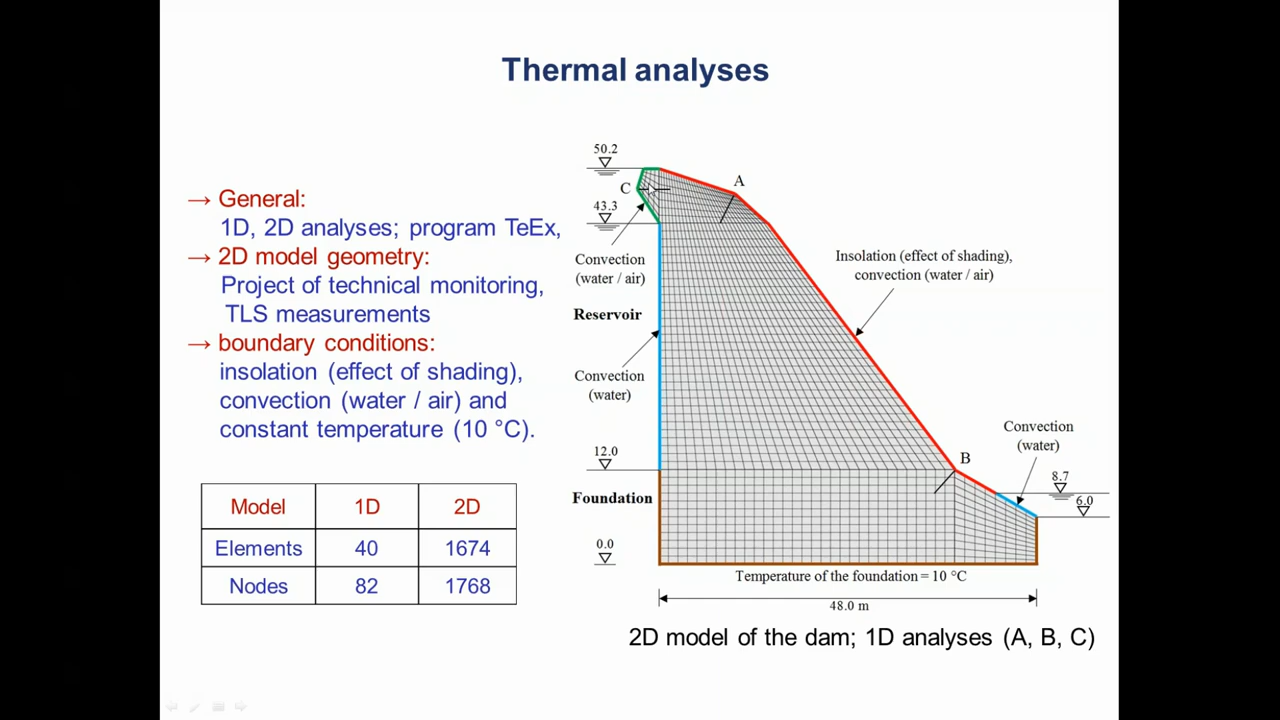 Thermal analyses
→ General:
1D, 2D analyses; program TeEx,
→ 2D model geometry:
Project of technical monitoring,
TLS measurements
→ boundary conditions:
insolation (effect of shading),
convection (water / air) and
constant temperature (10 °C).
Model 1D 2D
Elements 40 1674
Nodes 82 1768
50.2
A
C
43.3
Convection
(water / air)
Insolation (effect of shading),
convection (water / air)
Reservoir
Convection
(water)
Convection
(water)
12.0
B
8.7
6.0
Foundation
0.0
Temperature of the foundation = 10 °C
48.0 m
2D model of the dam; 1D analyses (A, B, C)